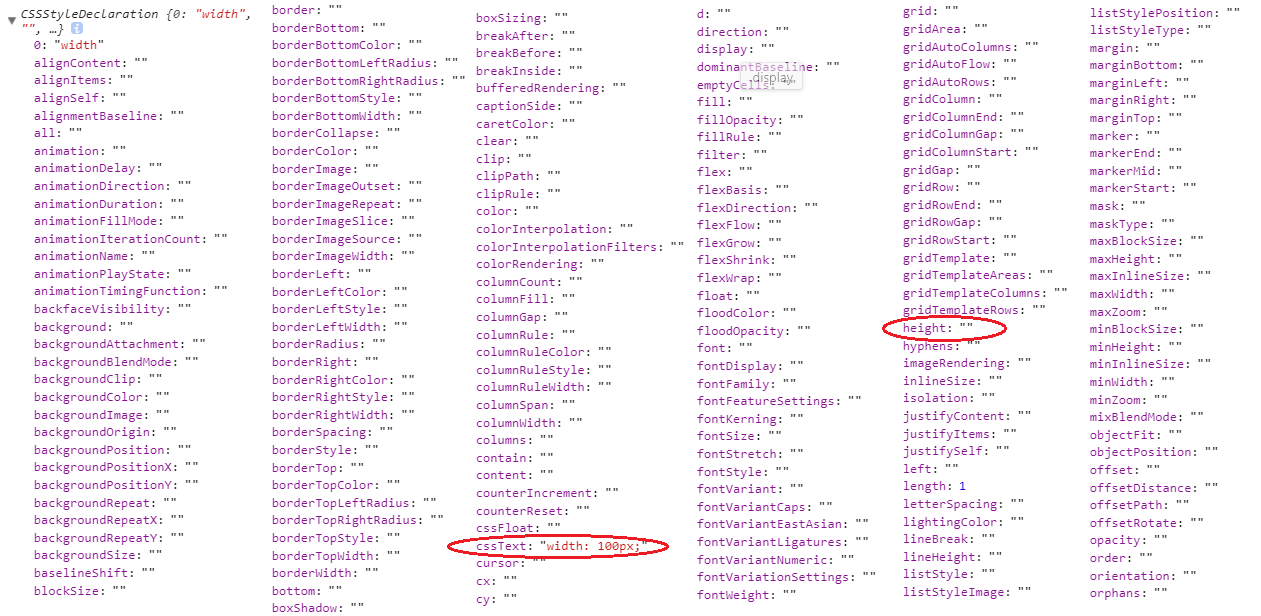 CSSStyleDeclaration {0: "width",
"", …}
0: "width"
alignContent: ""
alignItems: ""
alignSelf: ""
alignmentBaseline: ""
all: ""
animation: ""
animationDelay: ""
animationDirection: ""
animationDuration: ""
animationFillMode: ""
animationIterationCount: ""
animationName: ""
animationPlayState: ""
animationTimingFunction: ""
backfaceVisibility: ""
background: ""
backgroundAttachment: ""
backgroundBlendMode: ""
backgroundClip: ""
backgroundColor: ""
backgroundImage: ""
backgroundOrigin: ""
backgroundPosition: ""
backgroundPositionX: ""
backgroundPositionY: ""
backgroundRepeat: ""
backgroundRepeatX: ""
backgroundRepeatY: ""
backgroundSize: ""
baselineShift: ""
blockSize: ""
border: ""
borderBottom: ""
borderBottomColor: ""
borderBottomLeftRadius: ""
borderBottomRightRadius: ""
borderBottomStyle: ""
borderBottomWidth: ""
borderCollapse: ""
borderColor: ""
borderImage: ""
borderImageOutset: ""
borderImageRepeat: ""
borderImageSlice: ""
borderImageSource: ""
borderImageWidth: ""
borderLeft: ""
borderLeftColor: ""
borderLeftStyle: ""
borderLeftWidth: ""
borderRadius: ""
borderRight: ""
borderRightColor: ""
borderRightStyle: ""
borderRightWidth: ""
borderSpacing: ""
borderStyle: ""
borderTop: ""
borderTopColor: ""
borderTopLeftRadius: ""
borderTopRightRadius: ""
borderTopStyle: ""
borderTopWidth: ""
borderWidth: ""
bottom: ""
boxShadow: ""
boxSizing: ""
breakAfter: ""
breakBefore: ""
breakInside: ""
bufferedRendering: ""
captionSide: ""
caretColor: ""
clear: ""
clip: ""
clipPath: ""
clipRule: ""
color: ""
colorInterpolation: ""
colorInterpolationFilters: ""
colorRendering: ""
columnCount: ""
columnFill: ""
columnGap: ""
columnRule: ""
columnRuleColor: ""
columnRuleStyle: ""
columnRuleWidth: ""
columnSpan: ""
columnWidth: ""
columns: ""
contain: ""
content: ""
counterIncrement: ""
counterReset: ""
cssFloat: ""
cssText: "width: 100px;"
cursor: ""
cx: ""
cy: ""
d: ""
direction: ""
display: ""
dominantBaseline: ""
display
emptyCells: ""
fill: ""
fillOpacity: ""
fillRule: ""
filter: ""
flex: ""
flexBasis: ""
flexDirection: ""
flexFlow: ""
flexGrow: ""
flexShrink: ""
flexWrap: ""
float: ""
floodColor: ""
floodOpacity: ""
font: ""
fontDisplay: ""
fontFamily: ""
fontFeatureSettings: ""
fontKerning: ""
fontSize: ""
fontStretch: ""
fontStyle: ""
fontVariant: ""
fontVariantCaps: ""
fontVariantEastAsian: ""
fontVariantLigatures: ""
fontVariantNumeric: ""
fontVariationSettings: ""
fontWeight: ""
grid: ""
gridArea: ""
gridAutoColumns: ""
gridAutoFlow: ""
gridAutoRows: ""
gridColumn: ""
gridColumnEnd: ""
gridColumnGap: ""
gridColumnStart: ""
gridGap: ""
gridRow: ""
gridRowEnd: ""
gridRowGap: ""
gridRowStart: ""
gridTemplate: ""
gridTemplateAreas: ""
gridTemplateColumns: ""
gridTemplateRows: ""
height: ""
hyphens: ""
imageRendering: ""
inlineSize: ""
isolation: ""
justifyContent: ""
justifyItems: ""
justifySelf: ""
left: ""
length: 1
letterSpacing: ""
lightingColor: ""
lineBreak: ""
lineHeight: ""
listStyle: ""
listStyleImage: ""
listStylePosition: ""
listStyleType: ""
margin: ""
marginBottom: ""
marginLeft: ""
marginRight: ""
marginTop: ""
marker: ""
markerEnd: ""
markerMid: ""
markerStart: ""
mask: ""
maskType: ""
maxBlockSize: ""
maxHeight: ""
maxInlineSize: ""
maxWidth: ""
maxZoom: ""
minBlockSize: ""
minHeight: ""
minInlineSize: ""
minWidth: ""
minZoom: ""
mixBlendMode: ""
objectFit: ""
objectPosition: ""
offset: ""
offsetDistance: ""
offsetPath: ""
offsetRotate: ""
opacity: ""
order: ""
orientation: ""
orphans: ""